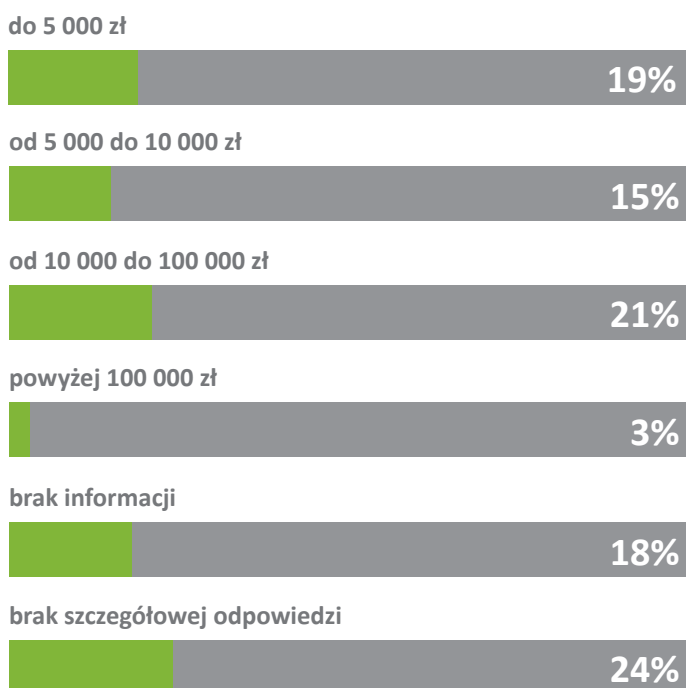 do 5 000 zł
19%
od 5 000 do 10 000 zł
15%
od 10 000 do 100 000 zł
21%
powyżej 100 000 zł
3%
brak informacji
18%
brak szczegółowej odpowiedzi
24%